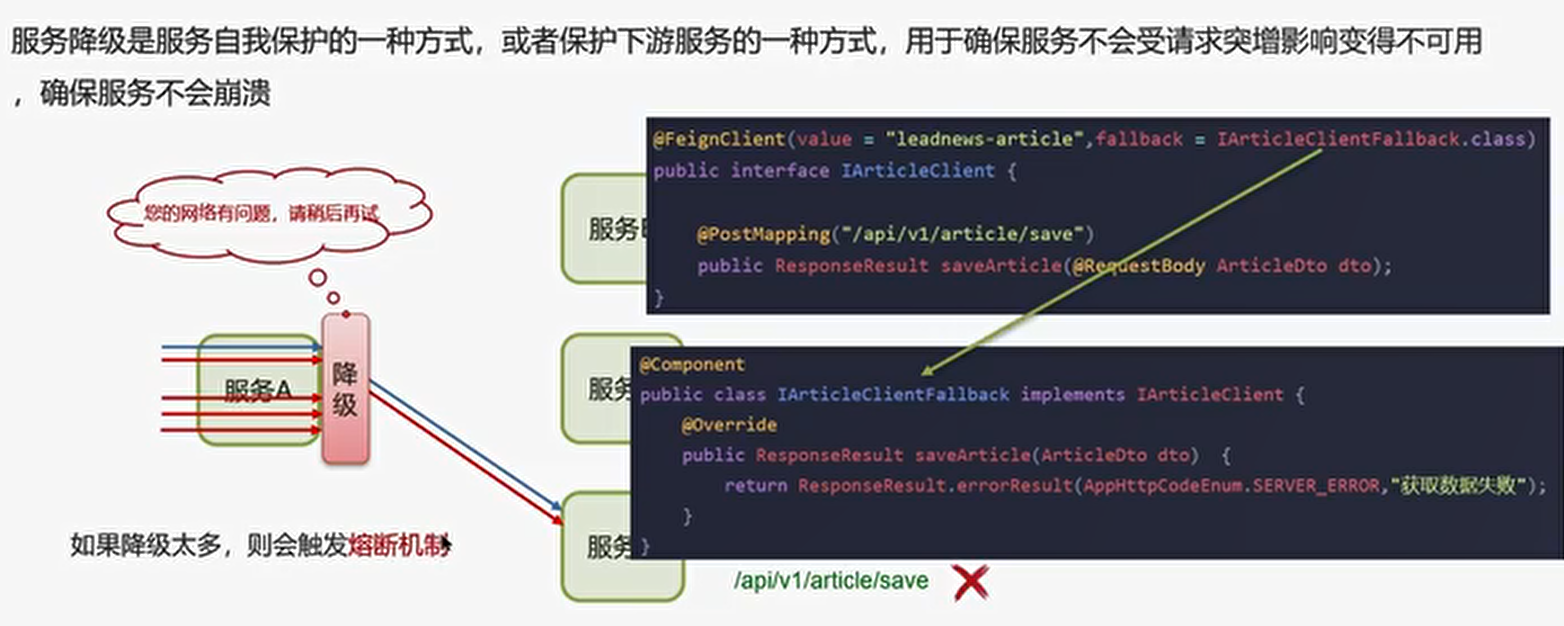 服务降级是服务自我保护的一种方式，或者保护下游服务的一种方式，用于确保服务不会受请求突增影响变得不可用
，确保服务不会崩溃
您的网络有问题，请稍后再试
服务A
降
级
服务
服务
服务
@FeignClient(value = "leadnews-article",fallback = IArticleClientFallback.class)
public interface IArticleClient {
@PostMapping("/api/v1/article/save")
public ResponseResult saveArticle(@RequestBody ArticleDto dto);
}
@Component
public class IArticleClientFallback implements IArticleClient {
@Override
public ResponseResult saveArticle(ArticleDto dto) {
return ResponseResult.errorResult(AppHttpCodeEnum.SERVER_ERROR,"获取数据失败");
}
}
如果降级太多，则会触发熔断机制
/api/v1/article/save